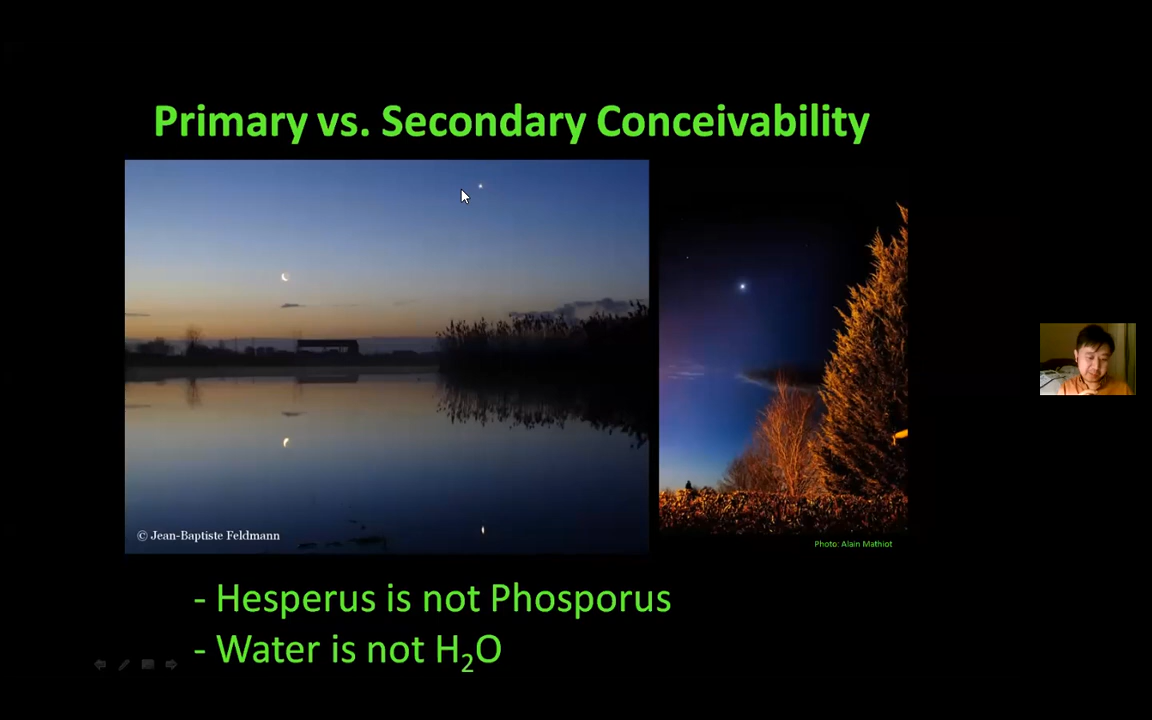 Primary vs. Secondary Conceivability
© Jean-Baptiste Feldmann
Photo: Alain Mathiot
- Hesperus is not Phosporus
- Water is not H₂O